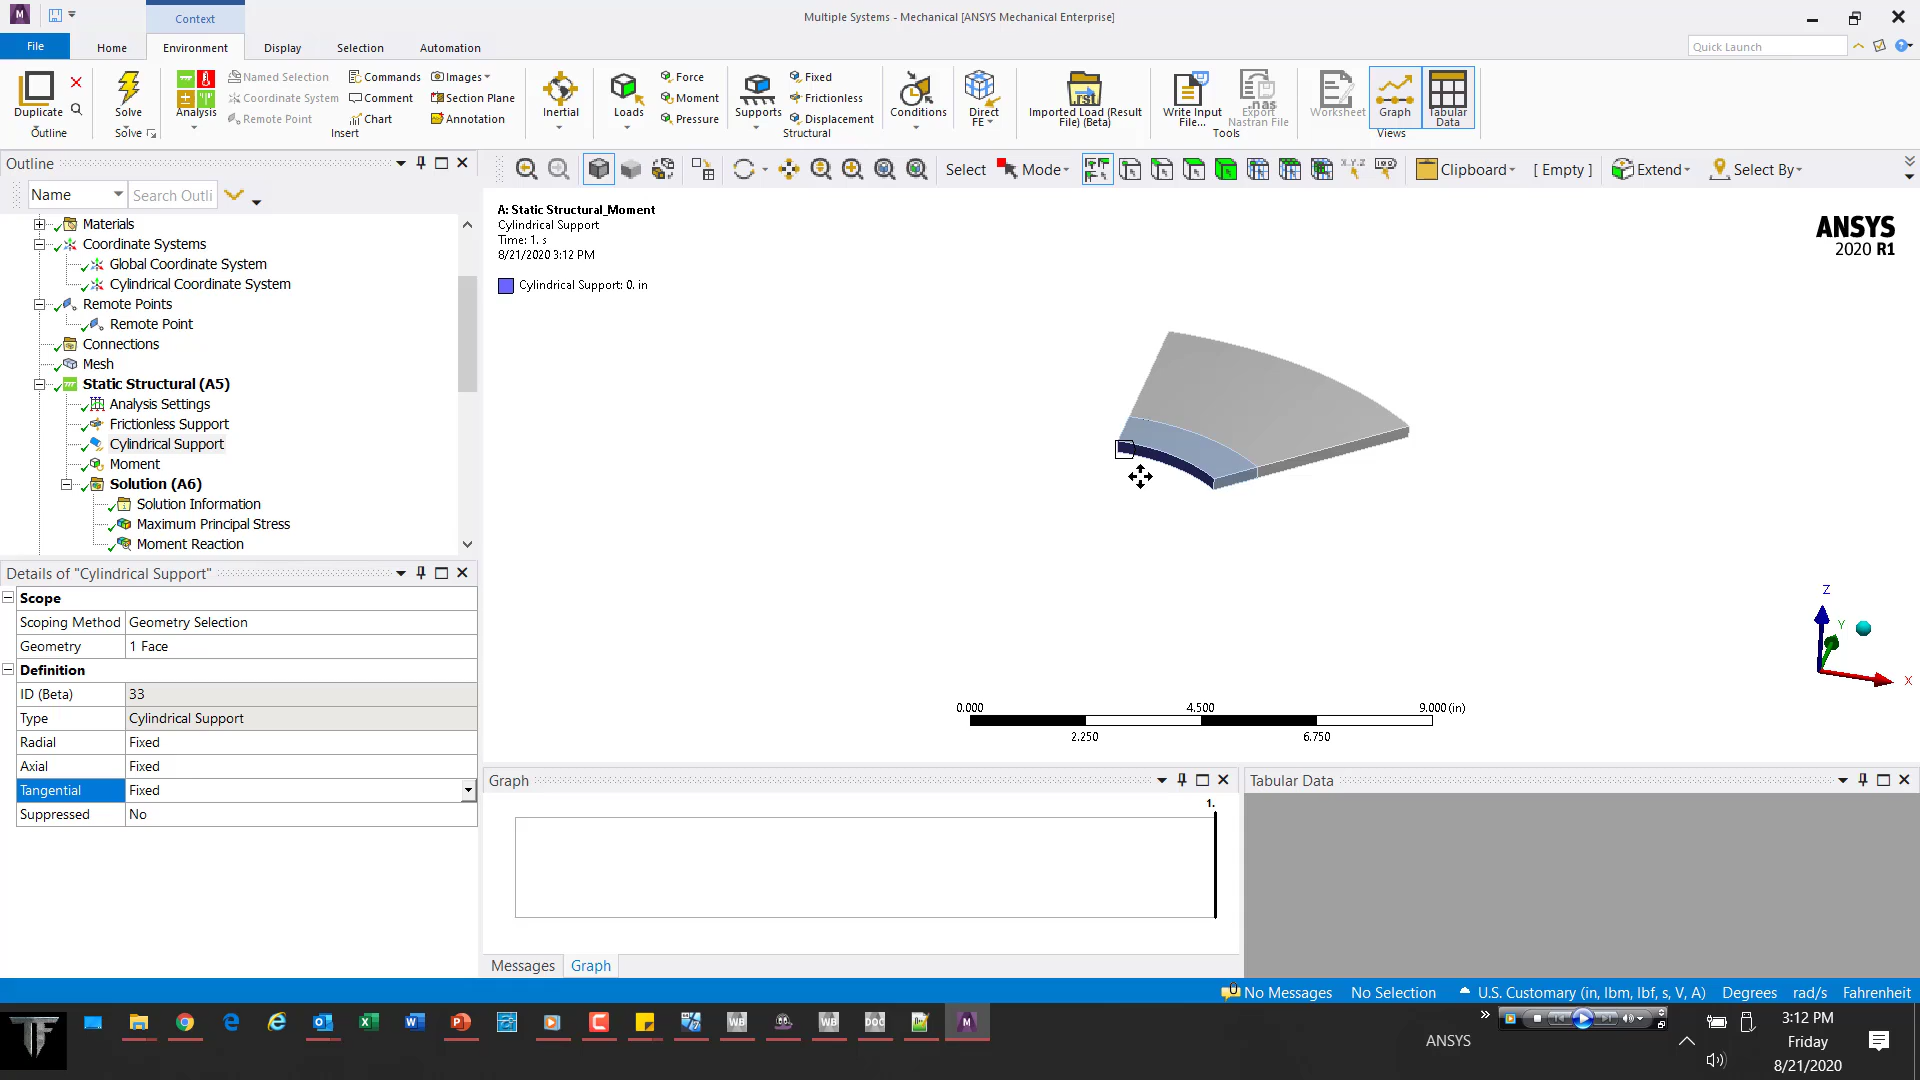 Multiple Systems - Mechanical [ANSYS Mechanical Enterprise]
Context
File
Home
Environment
Display
Selection
Automation
Quick Launch
Duplicate
Outline
Solve
Solve
Analysis
Named Selection
Coordinate System
Remote Point
Commands
Comment
Chart
Images
Section Plane
Annotation
Insert
Inertial
Loads
Force
Moment
Pressure
Supports
Fixed
Frictionless
Displacement
Structural
Conditions
Direct
FE
Imported Load (Result
File) (Beta)
Write Input
File...
Export
Nastran File
Tools
Worksheet
Graph
Tabular
Data
Views
Outline
Name
Search Outli
Select
Mode
Clipboard
[ Empty ]
Extend
Select By
Materials
Coordinate Systems
Global Coordinate System
Cylindrical Coordinate System
Remote Points
Remote Point
Connections
Mesh
Static Structural (A5)
Analysis Settings
Frictionless Support
Cylindrical Support
Moment
Solution (A6)
Solution Information
Maximum Principal Stress
Moment Reaction
A: Static Structural_Moment
Cylindrical Support
Time: 1. s
8/21/2020 3:12 PM
Cylindrical Support: 0. in
ANSYS
2020 R1
Z
Y
X
0.000
4.500
9.000 (in)
2.250
6.750
Details of "Cylindrical Support"
Scope
Scoping Method Geometry Selection
Geometry 1 Face
Definition
ID (Beta) 33
Type Cylindrical Support
Radial Fixed
Axial Fixed
Tangential Fixed
Suppressed No
Graph
1.
Messages
Graph
Tabular Data
No Messages
No Selection
U.S. Customary (in, lbm, lbf, s, V, A)
Degrees
rad/s
Fahrenheit
ANSYS
3:12 PM
Friday
8/21/2020